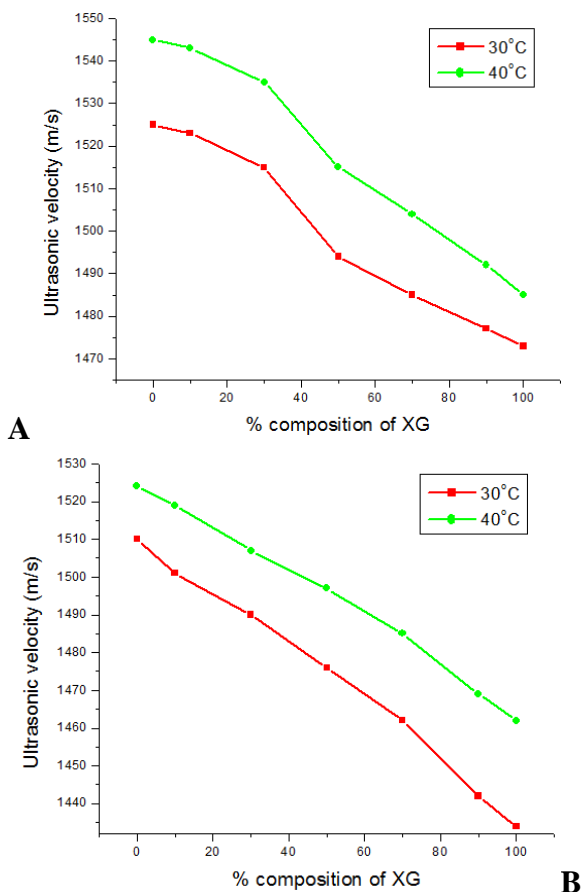 1550
1540
1530
1520
1510
1500
1490
1480
1470
Ultrasonic velocity (m/s)
30°C
40°C
0 20 40 60 80 100
% composition of XG
A
1530
1520
1510
1500
1490
1480
1470
1460
1450
1440
Ultrasonic velocity (m/s)
30°C
40°C
0 20 40 60 80 100
% composition of XG
B